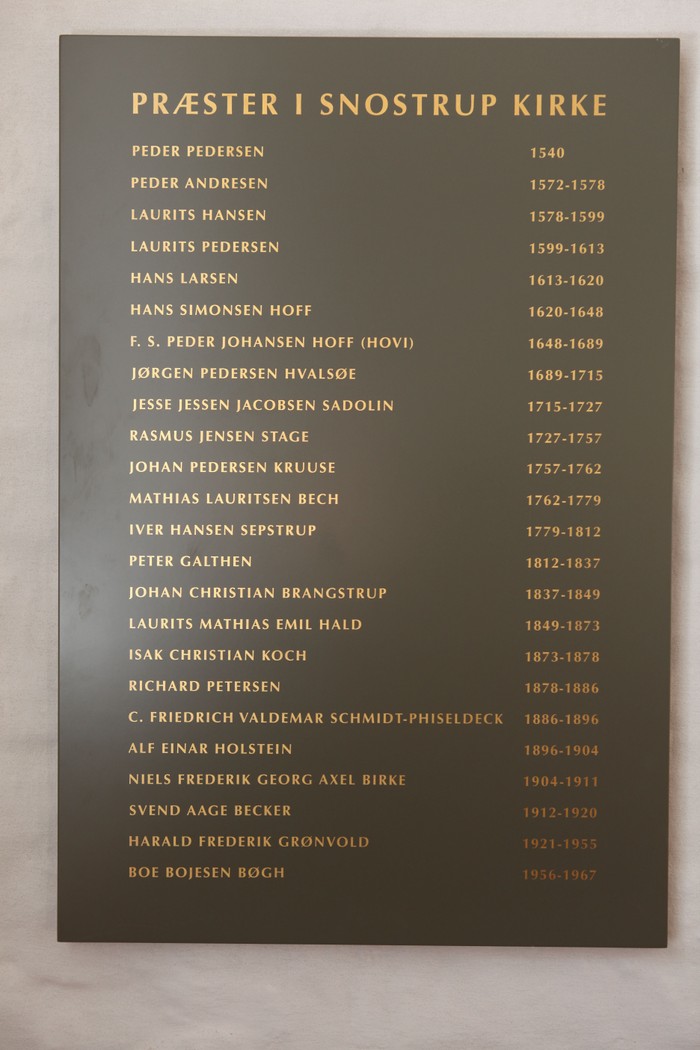 PRÆSTER I SNOSTRUP KIRKE
PEDER PEDERSEN 1540
PEDER ANDRESEN 1572-1578
LAURITS HANSEN 1578-1599
LAURITS PEDERSEN 1599-1613
HANS LARSEN 1613-1620
HANS SIMONSEN HOFF 1620-1648
F. S. PEDER JOHANSEN HOFF (HOVI) 1648-1689
JØRGEN PEDERSEN HVALSØE 1689-1715
JESSE JESSEN JACOBSEN SADOLIN 1715-1727
RASMUS JENSEN STAGE 1727-1757
JOHAN PEDERSEN KRUUSE 1757-1762
MATHIAS LAURITSEN BECH 1762-1779
IVER HANSEN SEPSTRUP 1779-1812
PETER GALTHEN 1812-1837
JOHAN CHRISTIAN BRANGSTRUP 1837-1849
LAURITS MATHIAS EMIL HALD 1849-1873
ISAK CHRISTIAN KOCH 1873-1878
RICHARD PETERSEN 1878-1886
C. FRIEDRICH VALDEMAR SCHMIDT-PHISELDECK 1886-1896
ALF EINAR HOLSTEIN 1896-1904
NIELS FREDERIK GEORG AXEL BIRKE 1904-1911
SVEND AAGE BECKER 1912-1920
HARALD FREDERIK GRØNVOLD 1921-1955
BOE BOJESEN BØGH 1956-1967